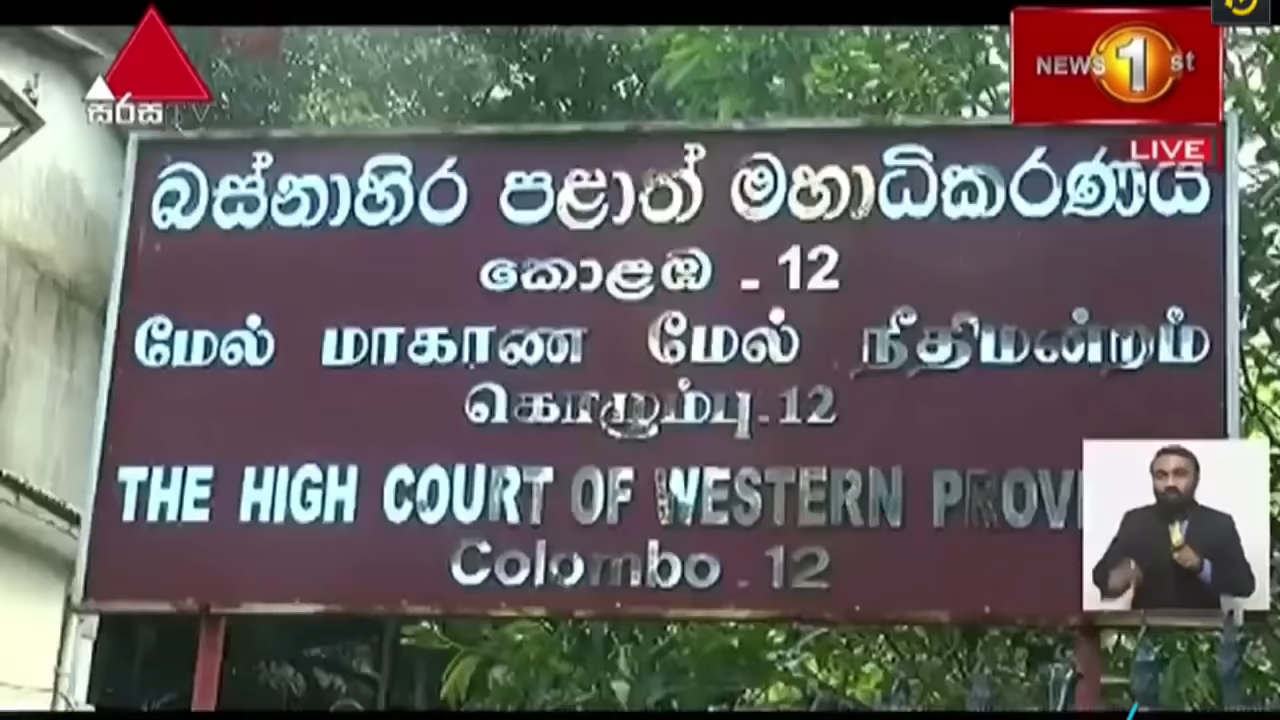 සිරස TV
NEWS 1st
LIVE
බස්නාහිර පළාත් මහාධිකරණය
කොළඹ - 12
மேல் மாகாண மேல் நீதிமன்றம்
கொழும்பு - 12
THE HIGH COURT OF WESTERN
Colombo - 12